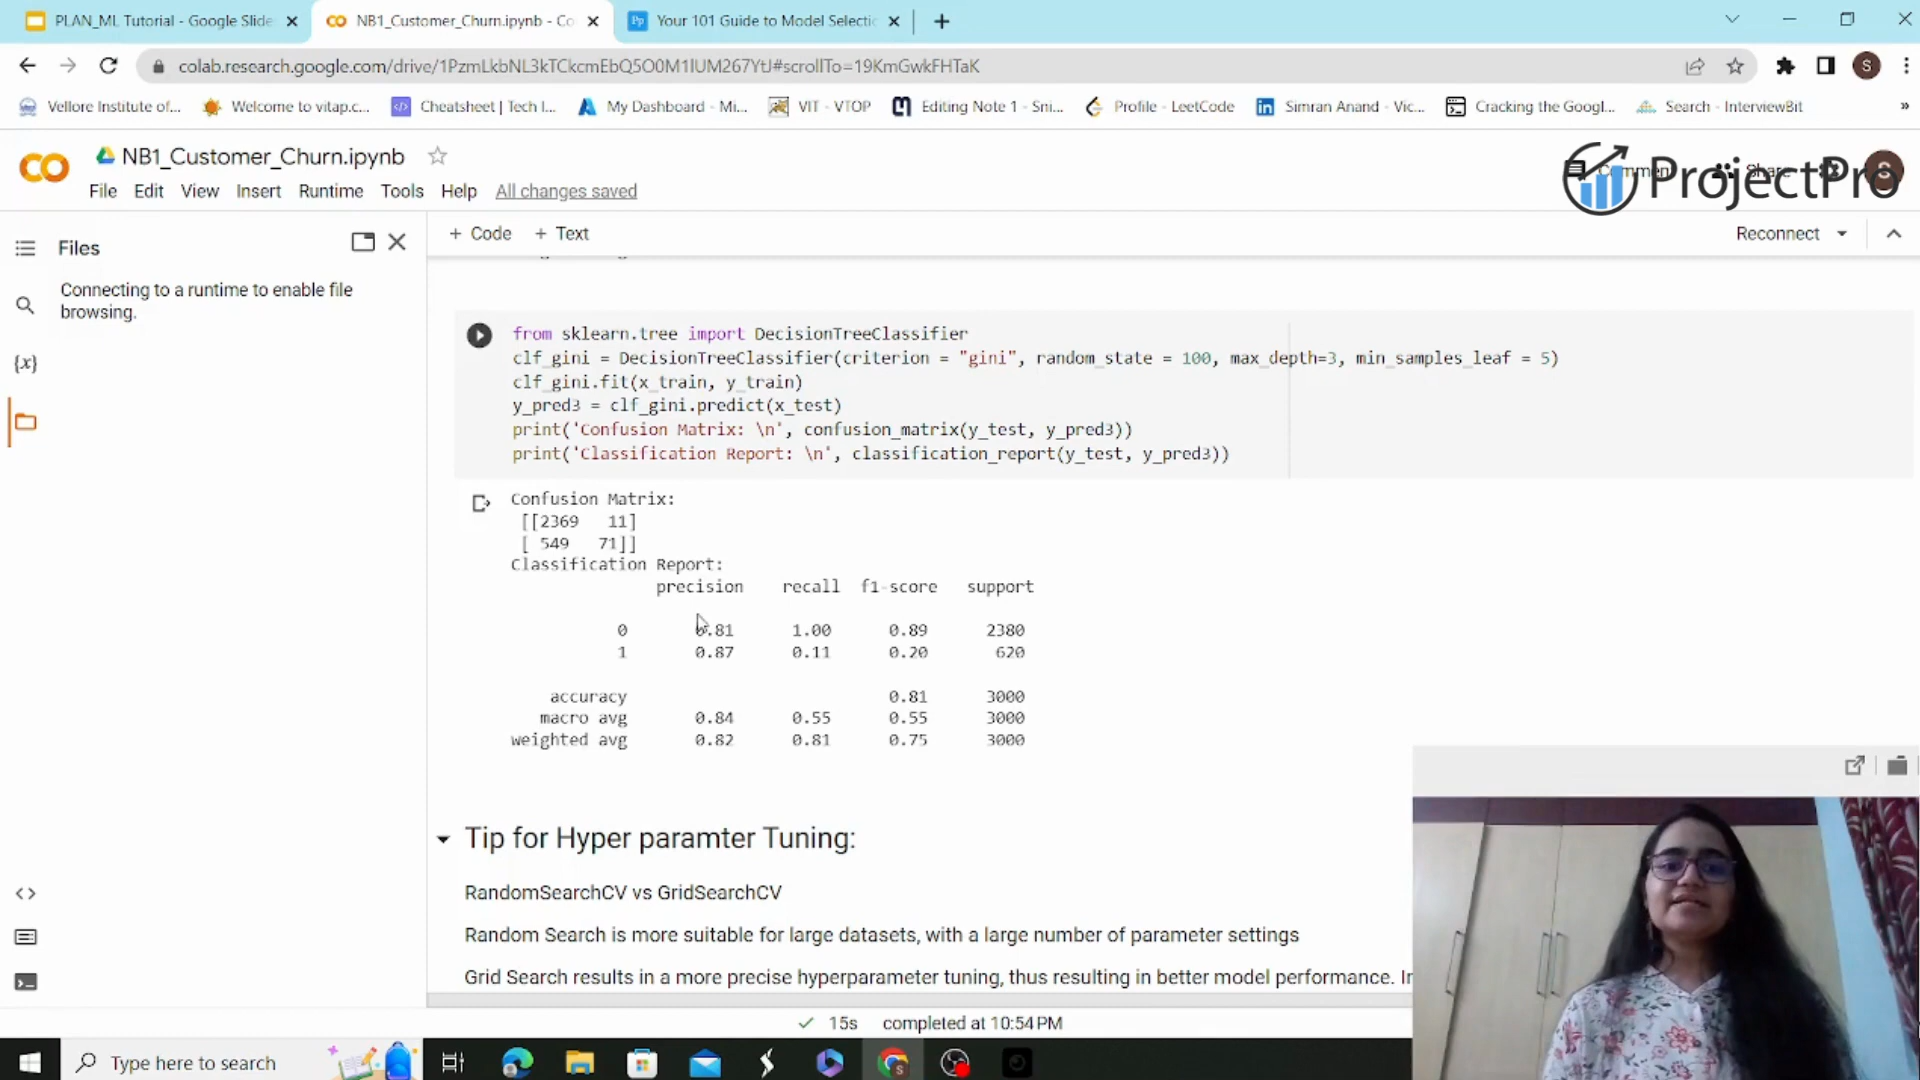 PLAN_ML Tutorial - Google Slide
NB1_Customer_Churn.ipynb - Co
Your 101 Guide to Model Selecti
colab.research.google.com/drive/1PzmLkbNL3kTCkcmEbQ5O0M1lUM267YtJ#scrollTo=19KmGwkFHTaK
S
Vellore Institute of...
Welcome to vitap.c...
Cheatsheet | Tech I...
My Dashboard - Mi...
VIT - VTOP
Editing Note 1 - Sni...
Profile - LeetCode
Simran Anand - Vic...
Cracking the Googl...
Search - InterviewBit
»
NB1_Customer_Churn.ipynb
Comment
Share
ProjectPro
File Edit View Insert Runtime Tools Help All changes saved
Files
+ Code + Text
Reconnect
Connecting to a runtime to enable file
browsing.
{x}
from sklearn.tree import DecisionTreeClassifier
clf_gini = DecisionTreeClassifier(criterion = "gini", random_state = 100, max_depth=3, min_samples_leaf = 5)
clf_gini.fit(x_train, y_train)
y_pred3 = clf_gini.predict(x_test)
print('Confusion Matrix: \n', confusion_matrix(y_test, y_pred3))
print('Classification Report: \n', classification_report(y_test, y_pred3))
Confusion Matrix:
[[2369 11]
[ 549 71]]
Classification Report:
precision recall f1-score support
0 0.81 1.00 0.89 2380
1 0.87 0.11 0.20 620
accuracy 0.81 3000
macro avg 0.84 0.55 0.55 3000
weighted avg 0.82 0.81 0.75 3000
Tip for Hyper paramter Tuning:
RandomSearchCV vs GridSearchCV
Random Search is more suitable for large datasets, with a large number of parameter settings
Grid Search results in a more precise hyperparameter tuning, thus resulting in better model performance. In
15s completed at 10:54 PM
Type here to search